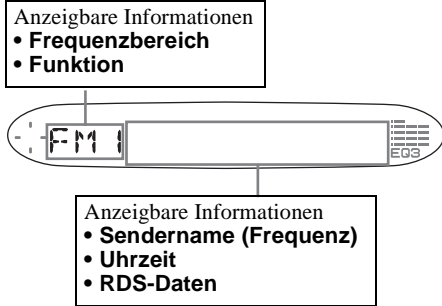 Anzeigbare Informationen
• Frequenzbereich
• Funktion
FM1
EQ3
Anzeigbare Informationen
• Sendername (Frequenz)
• Uhrzeit
• RDS-Daten